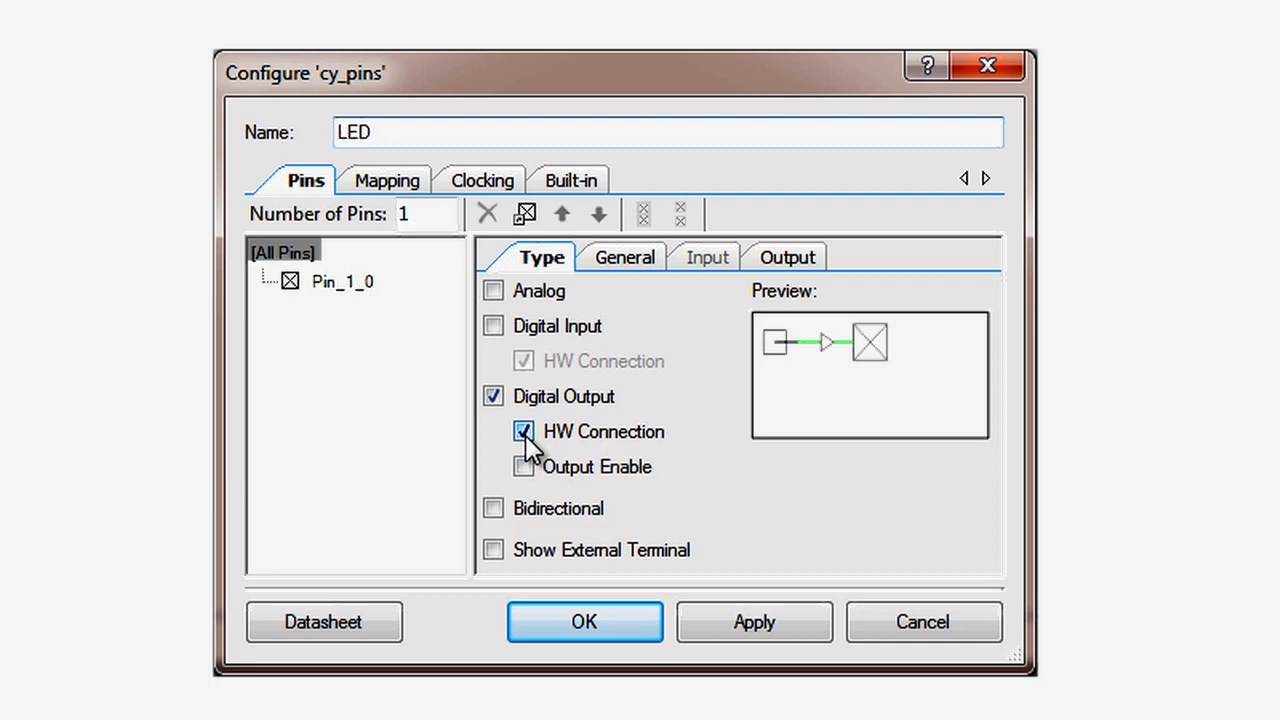 Configure 'cy_pins'
Name: LED
Pins Mapping Clocking Built-in
Number of Pins: 1
[All Pins]
Pin_1_0
Type General Input Output
Analog
Preview:
Digital Input
HW Connection
Digital Output
HW Connection
Output Enable
Bidirectional
Show External Terminal
Datasheet OK Apply Cancel